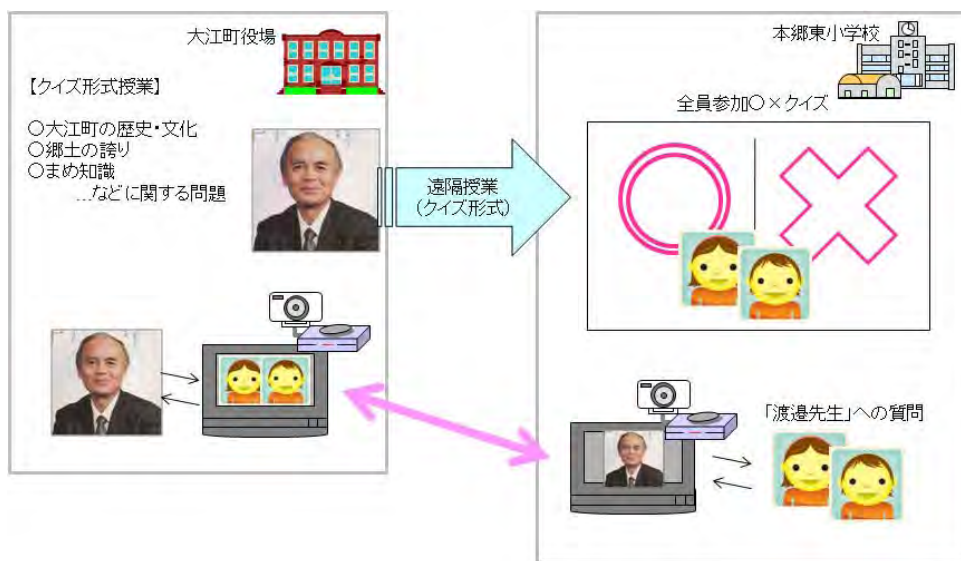 大江町役場
【クイズ形式授業】
○大江町の歴史・文化
○郷土の誇り
○まめ知識
…などに関する問題
遠隔授業
(クイズ形式)
本郷東小学校
全員参加○×クイズ
「渡邉先生」への質問